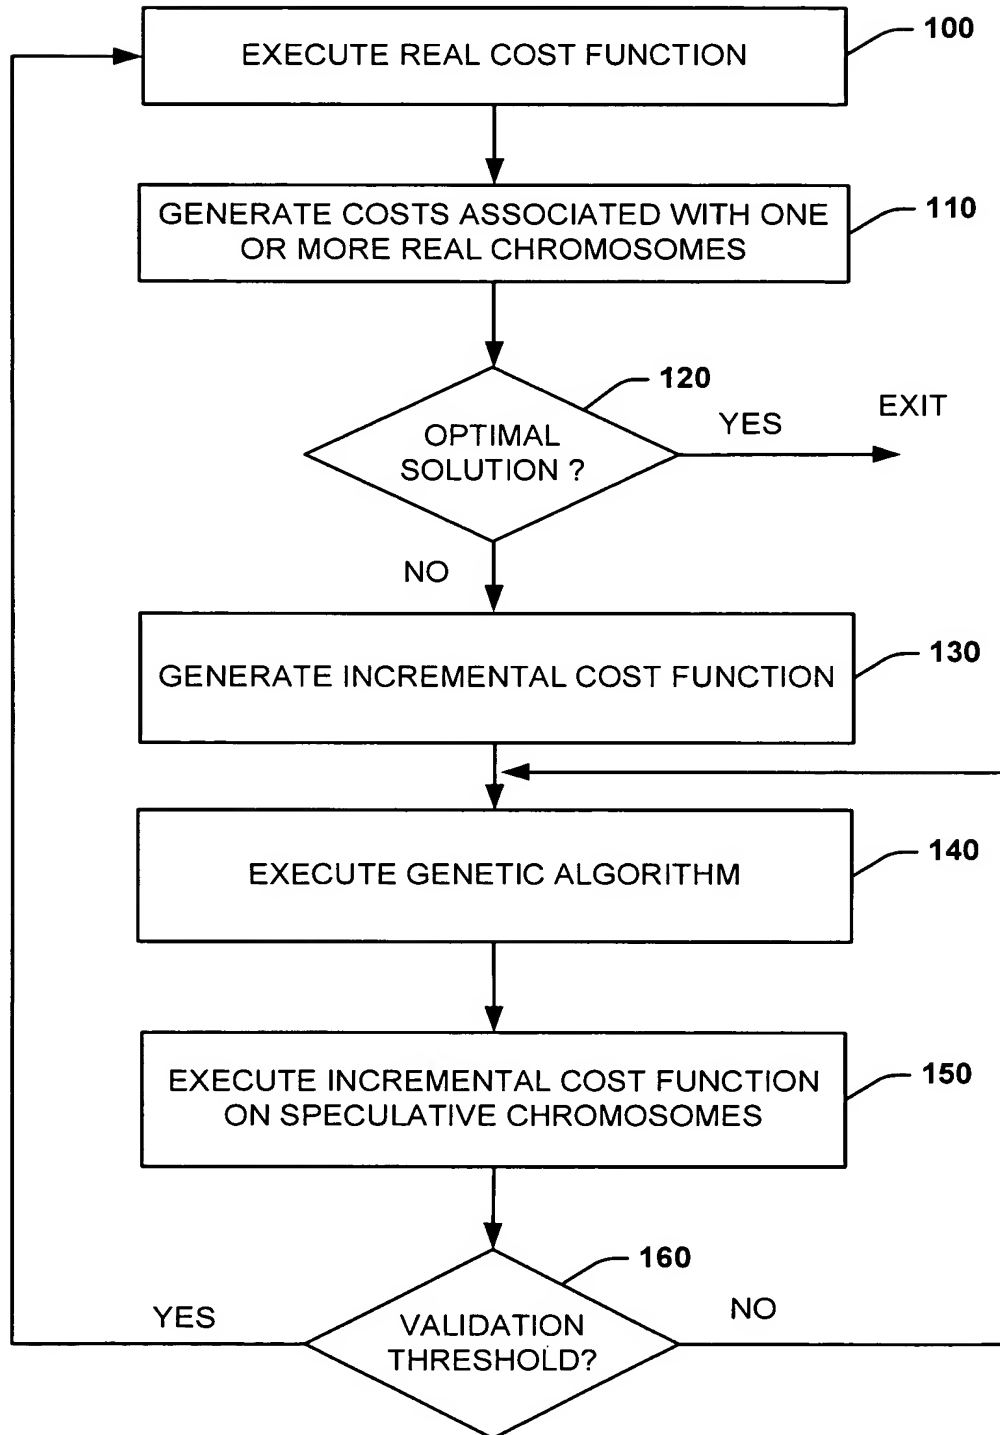 EXECUTE REAL COST FUNCTION
100
GENERATE COSTS ASSOCIATED WITH ONE
OR MORE REAL CHROMOSOMES
110
120
OPTIMAL
SOLUTION ?
YES
EXIT
NO
GENERATE INCREMENTAL COST FUNCTION
130
EXECUTE GENETIC ALGORITHM
140
EXECUTE INCREMENTAL COST FUNCTION
ON SPECULATIVE CHROMOSOMES
150
160
YES
VALIDATION
THRESHOLD?
NO